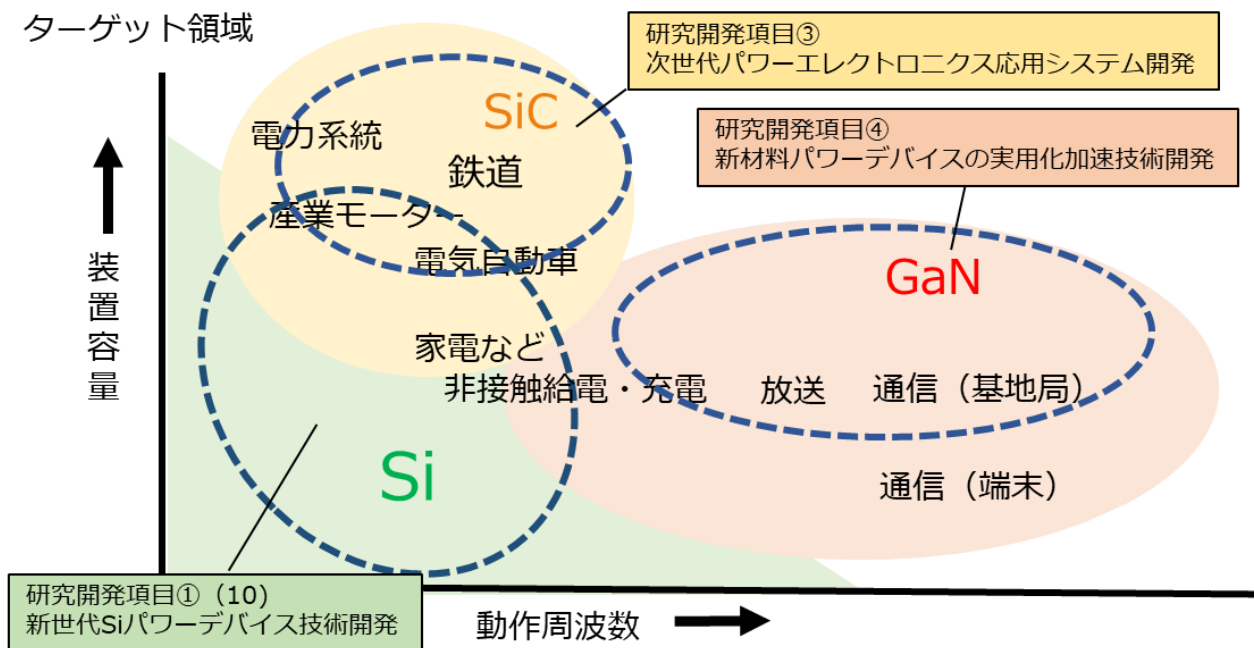 ターゲット領域
研究開発項目③
次世代パワーエレクトロニクス応用システム開発
研究開発項目④
新材料パワーデバイスの実用化加速技術開発
SiC
電力系統
鉄道
産業モーター
電気自動車
GaN
装置容量
家電など
非接触給電・充電
放送
通信（基地局）
Si
通信（端末）
研究開発項目①（10)
新世代Siパワーデバイス技術開発
動作周波数